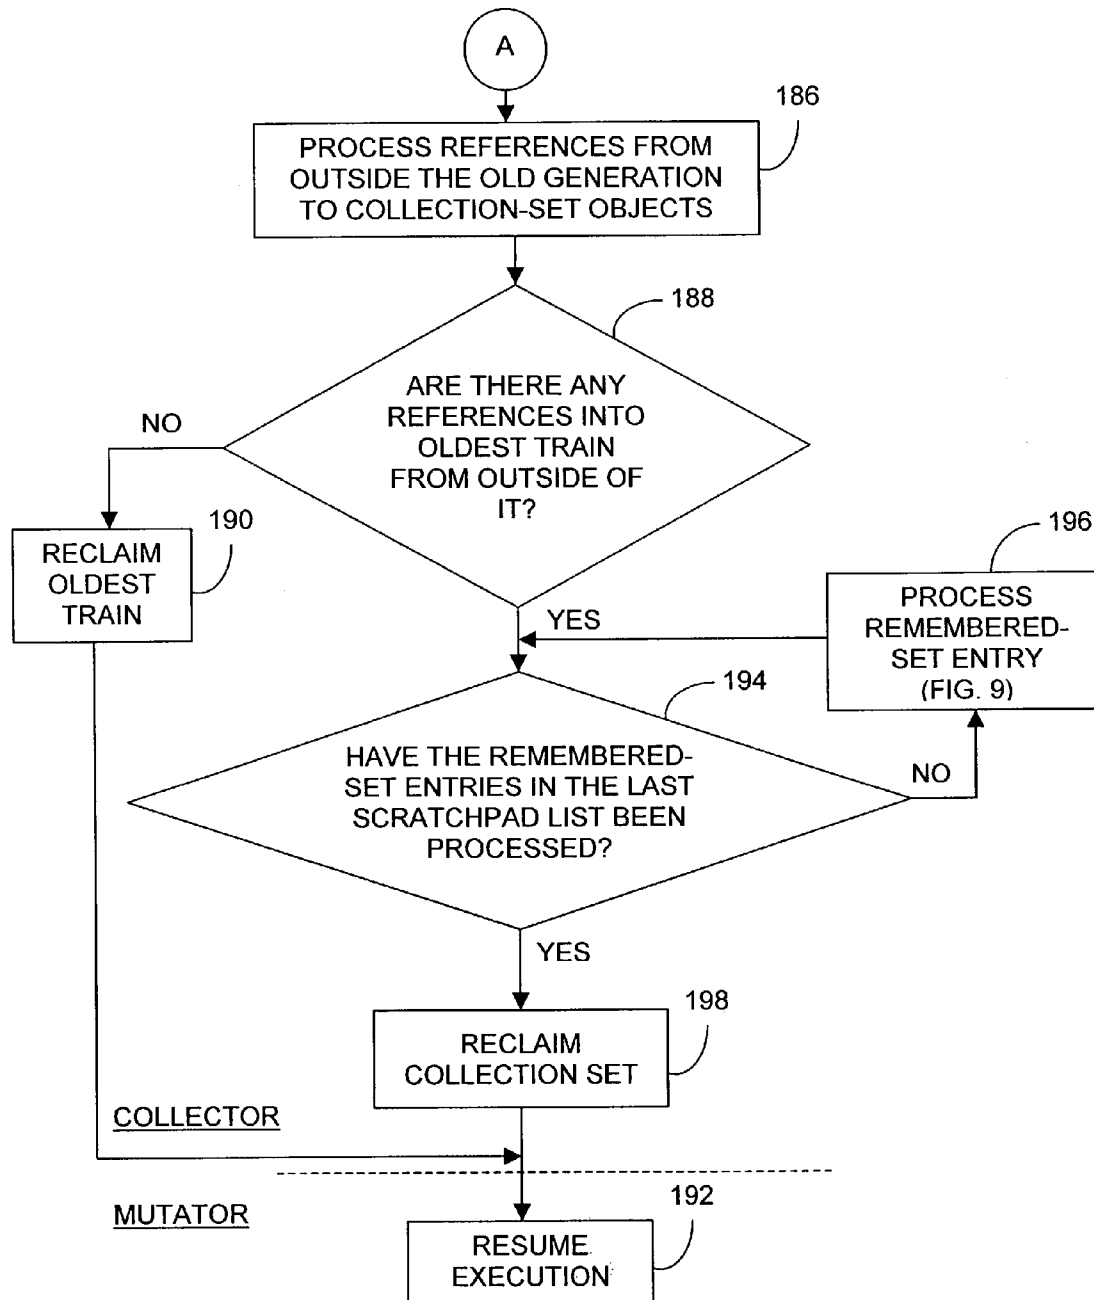 A
186
PROCESS REFERENCES FROM
OUTSIDE THE OLD GENERATION
TO COLLECTION-SET OBJECTS
188
ARE THERE ANY
REFERENCES INTO
OLDEST TRAIN
FROM OUTSIDE OF
IT?
NO
190
RECLAIM
OLDEST
TRAIN
196
PROCESS
REMEMBERED-
SET ENTRY
(FIG. 9)
YES
194
HAVE THE REMEMBERED-
SET ENTRIES IN THE LAST
SCRATCHPAD LIST BEEN
PROCESSED?
NO
YES
198
RECLAIM
COLLECTION SET
COLLECTOR
MUTATOR
192
RESUME
EXECUTION